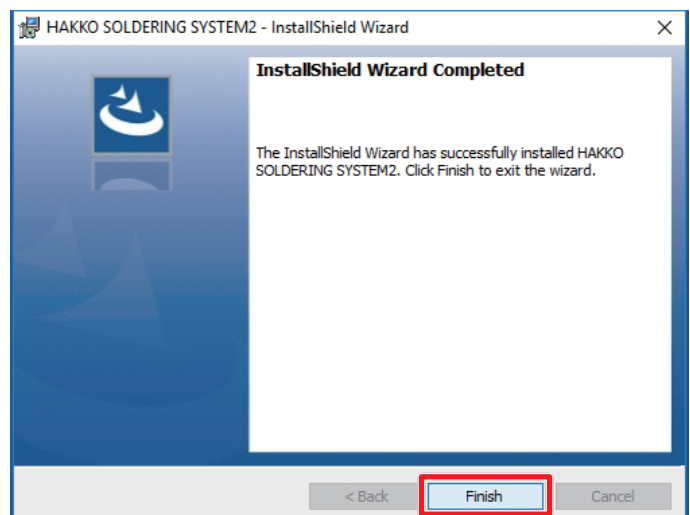 HAKKO SOLDERING SYSTEM2 - InstallShield Wizard
InstallShield Wizard Completed
The InstallShield Wizard has successfully installed HAKKO
SOLDERING SYSTEM2. Click Finish to exit the wizard.
< Back Finish Cancel